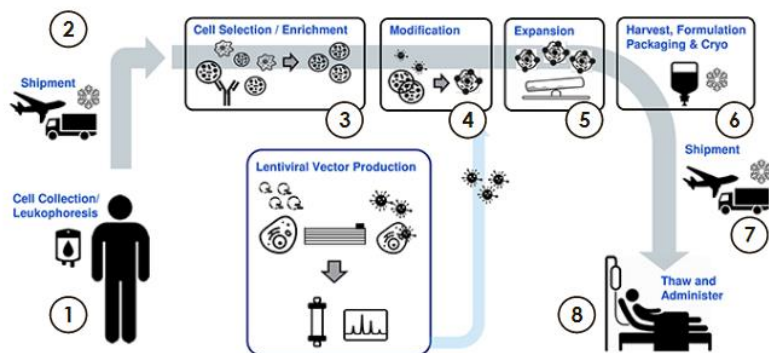 2
Shipment
Cell Collection/
Leukophoresis
1
Cell Selection / Enrichment
3
Modification
4
Expansion
5
Harvest, Formulation
Packaging & Cryo
6
Lentiviral Vector Production
Shipment
7
Thaw and
Administer
8